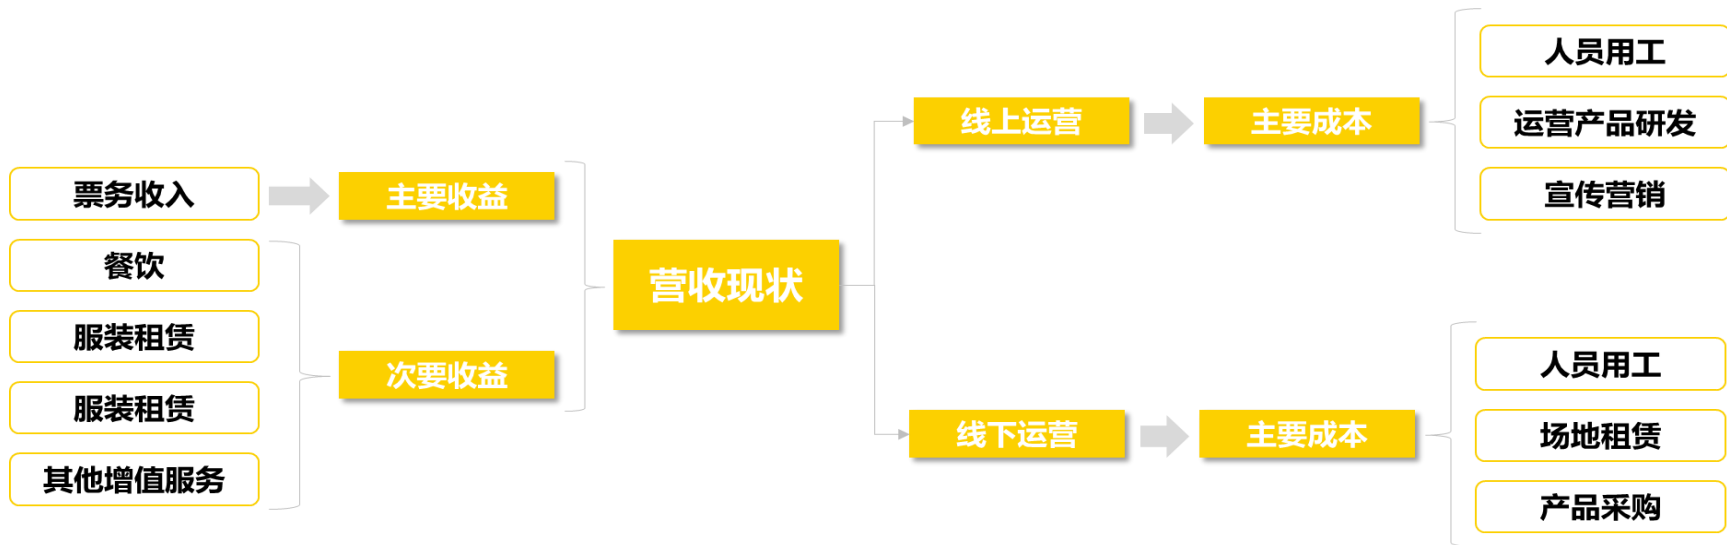 票务收入
餐饮
服装租赁
服装租赁
其他增值服务
主要收益
次要收益
营收现状
线上运营
主要成本
人员用工
运营产品研发
宣传营销
线下运营
主要成本
人员用工
场地租赁
产品采购